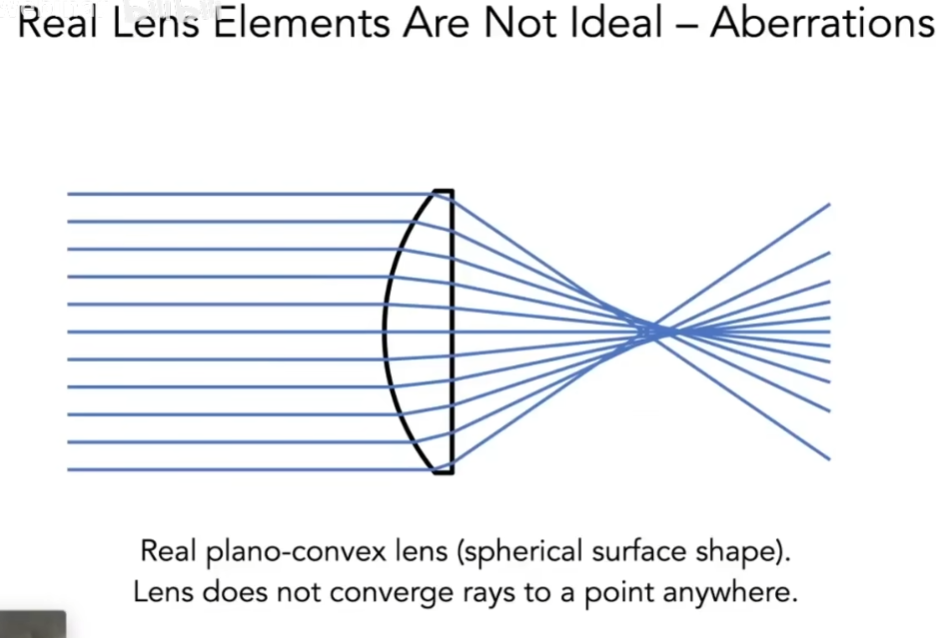 Real Lens Elements Are Not Ideal – Aberrations
Real plano-convex lens (spherical surface shape).
Lens does not converge rays to a point anywhere.